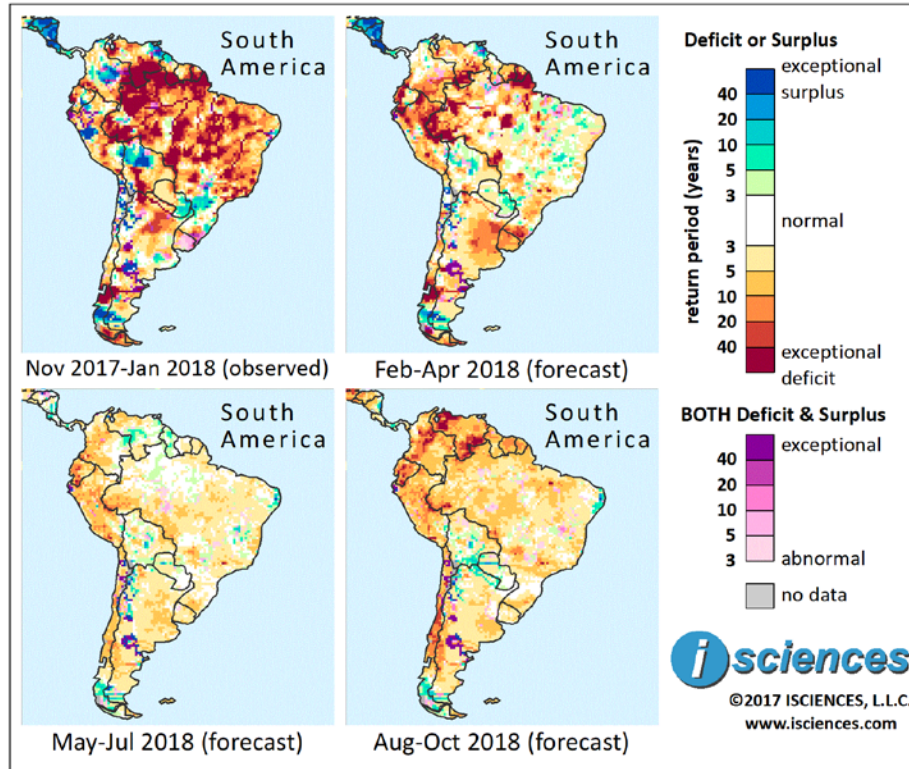 South
America
Nov 2017-Jan 2018 (observed)
South
America
Feb-Apr 2018 (forecast)
South
America
May-Jul 2018 (forecast)
South
America
Aug-Oct 2018 (forecast)
Deficit or Surplus
return period (years)
exceptional
surplus
40
20
10
5
3
normal
3
5
10
20
40
exceptional
deficit
BOTH Deficit & Surplus
exceptional
40
20
10
5
3
abnormal
no data
i sciences
©2017 ISCIENCES, L.L.C.
www.isciences.com